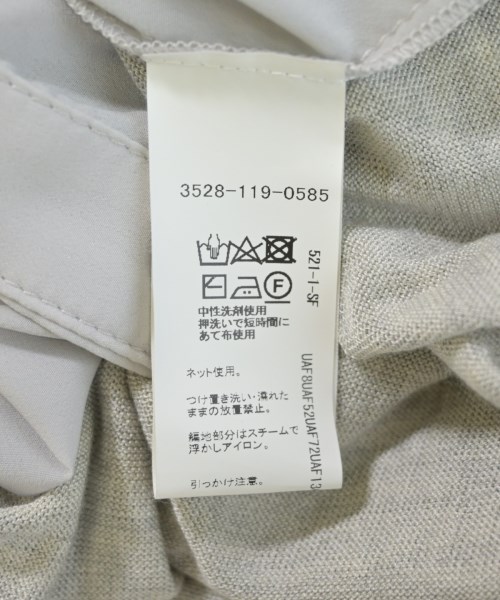 3528-119-0585
F
521-I-SF
中性洗剤使用
押洗いで短時間に
あて布使用
UAF8UAF52UAF72UAF13
ネット使用。
つけ置き洗い・濡れた
ままの放置禁止。
編地部分はスチームで
浮かしアイロン。
引っかけ注意。